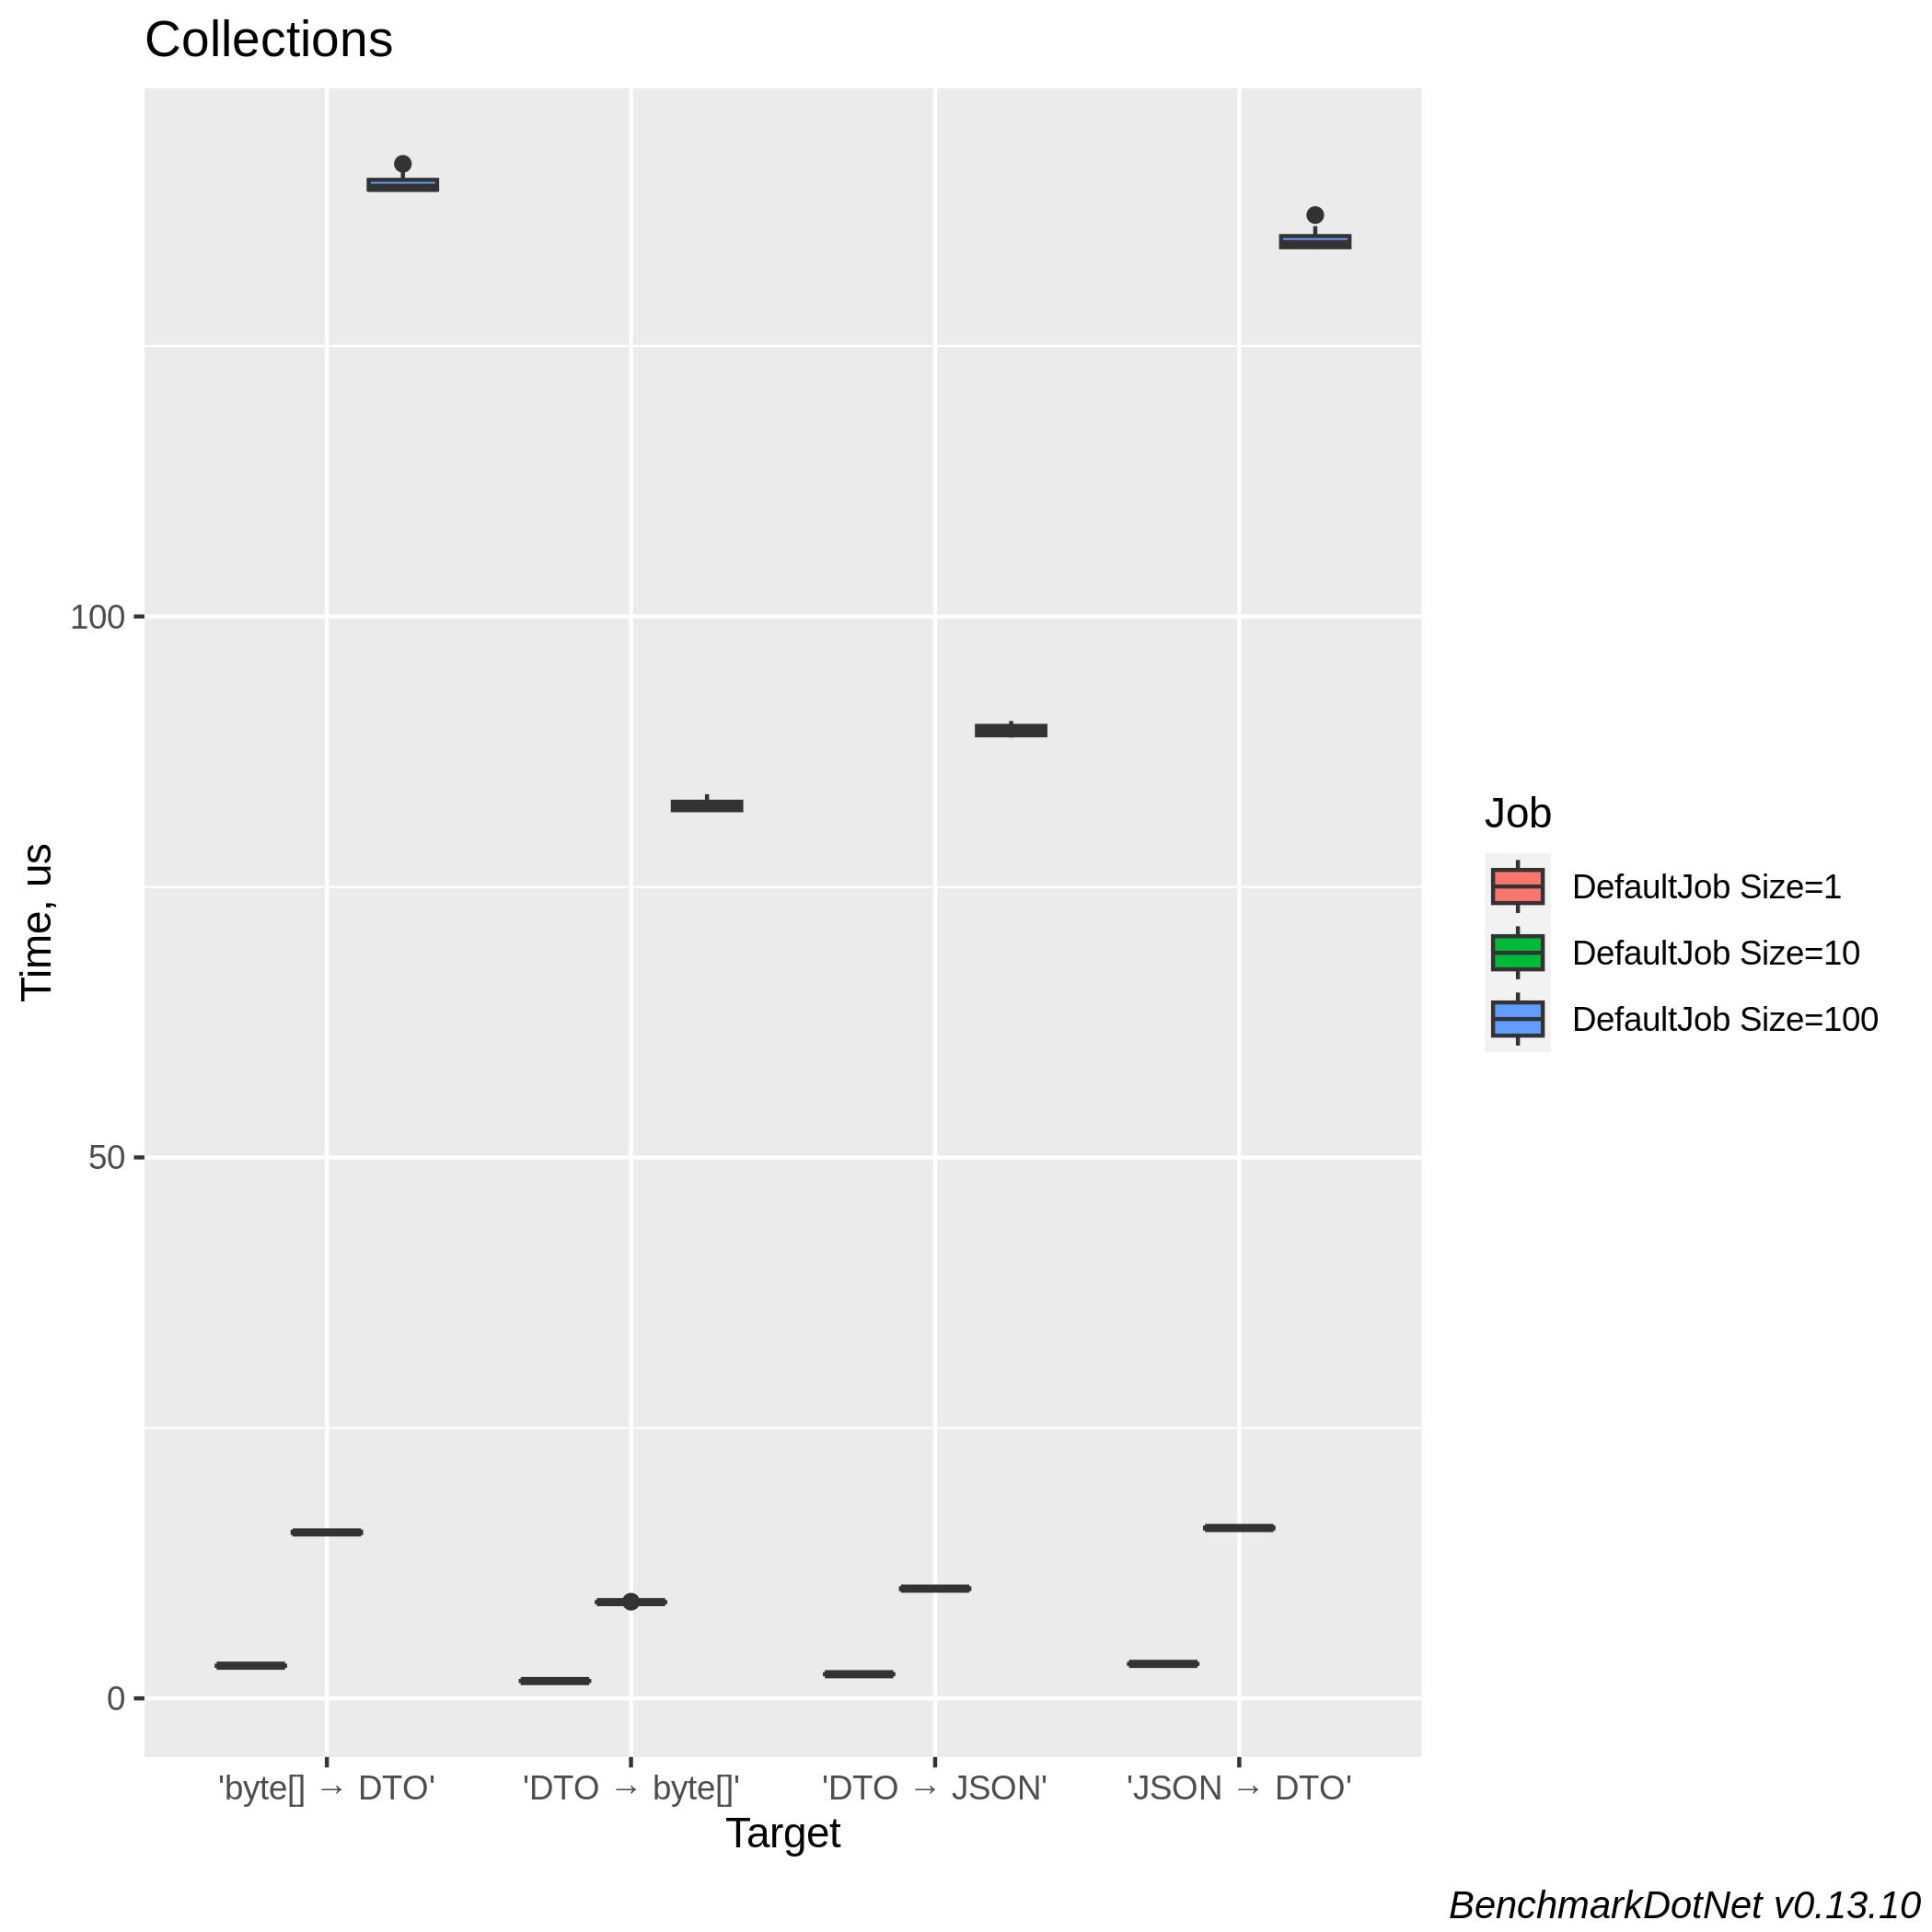 Collections
100
50
0
Time, us
'byte[] → DTO'
'DTO → byte[]'
'DTO → JSON'
'JSON → DTO'
Target
Job
DefaultJob Size=1
DefaultJob Size=10
DefaultJob Size=100
BenchmarkDotNet v0.13.10